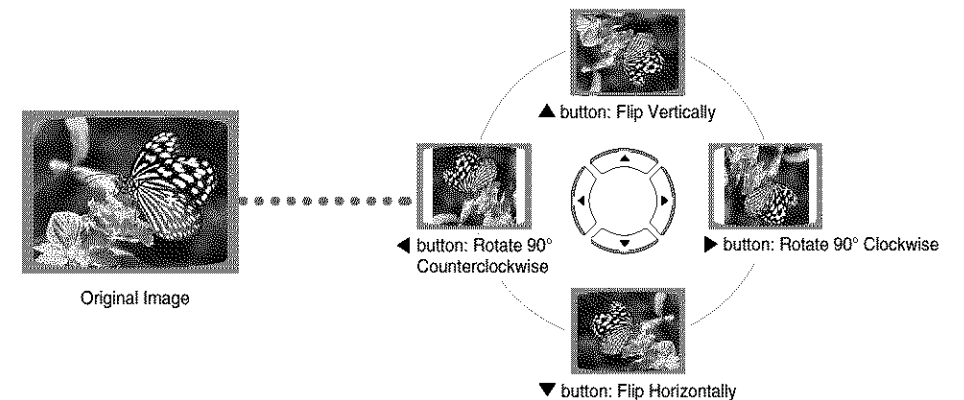 ▲ button: Flip Vertically
◀ button: Rotate 90°
Counterclockwise
▶ button: Rotate 90° Clockwise
Original Image
▼ button: Flip Horizontally